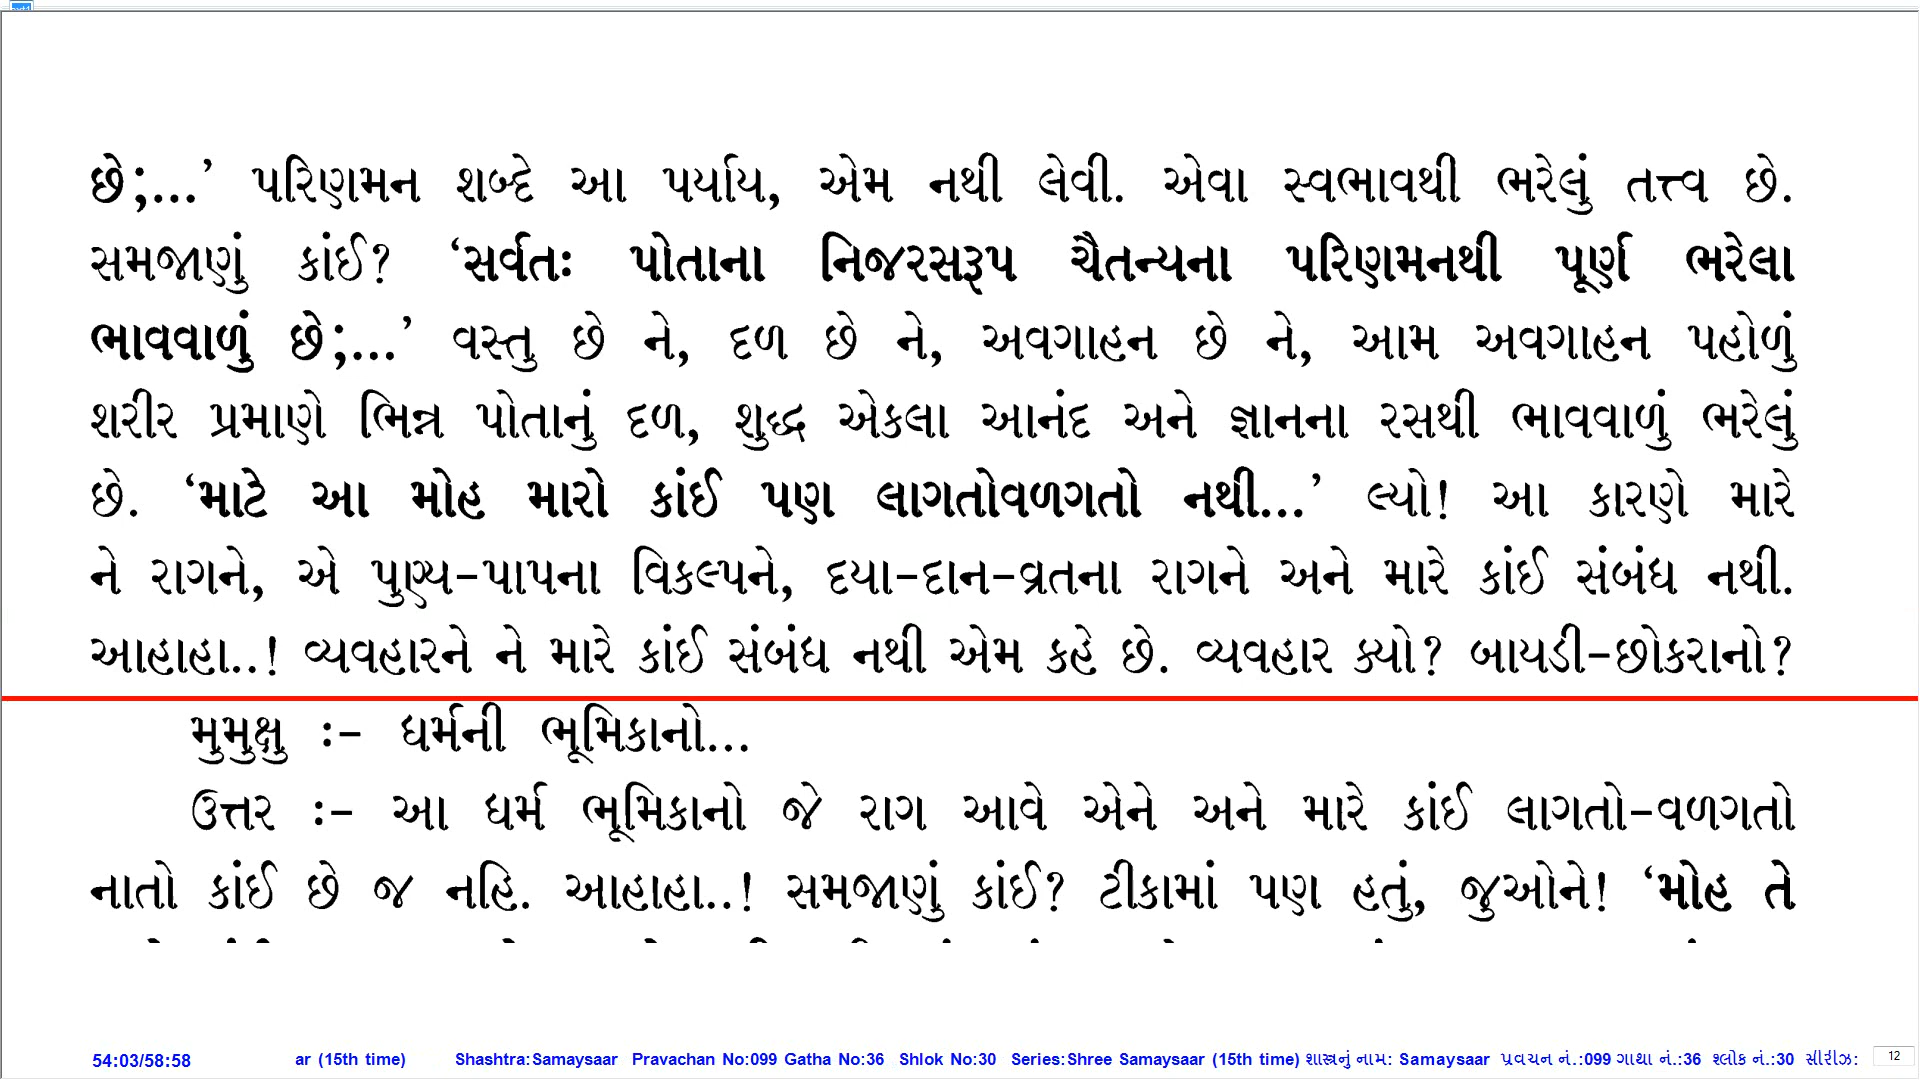 છે;...’ પરિણમન શબ્દે આ પર્યાય, એમ નથી લેવી. એવા સ્વભાવથી ભરેલું તત્ત્વ છે.
સમજાણું કાંઈ? ‘સર્વતઃ પોતાના નિજરસરૂપ ચૈતન્યના પરિણમનથી પૂર્ણ ભરેલા
ભાવવાળું છે;...’ વસ્તુ છે ને, દળ છે ને, અવગાહન છે ને, આમ અવગાહન પહોળું
શરીર પ્રમાણે ભિન્ન પોતાનું દળ, શુદ્ધ એકલા આનંદ અને જ્ઞાનના રસથી ભાવવાળું ભરેલું
છે. ‘માટે આ મોહ મારો કાંઈ પણ લાગતોવળગતો નથી...’ લ્યો! આ કારણે મારે
ને રાગને, એ પુણ્ય-પાપના વિકલ્પને, દયા-દાન-વ્રતના રાગને અને મારે કાંઈ સંબંધ નથી.
આહાહા..! વ્યવહારને ને મારે કાંઈ સંબંધ નથી એમ કહે છે. વ્યવહાર ક્યો? બાયડી-છોકરાનો?
મુમુક્ષુ :- ધર્મની ભૂમિકાનો...
ઉત્તર :- આ ધર્મ ભૂમિકાનો જે રાગ આવે એને અને મારે કાંઈ લાગતો-વળગતો
નાતો કાંઈ છે જ નહિ. આહાહા..! સમજાણું કાંઈ? ટીકામાં પણ હતું, જુઓને! ‘મોહ તે
54:03/58:58 ar (15th time) Shashtra:Samaysaar Pravachan No:099 Gatha No:36 Shlok No:30 Series:Shree Samaysaar (15th time) શાસ્ત્રનું નામ: Samaysaar પ્રવચન નં.:099 ગાથા નં.:36 શ્લોક નં.:30 સીરીઝ: 12